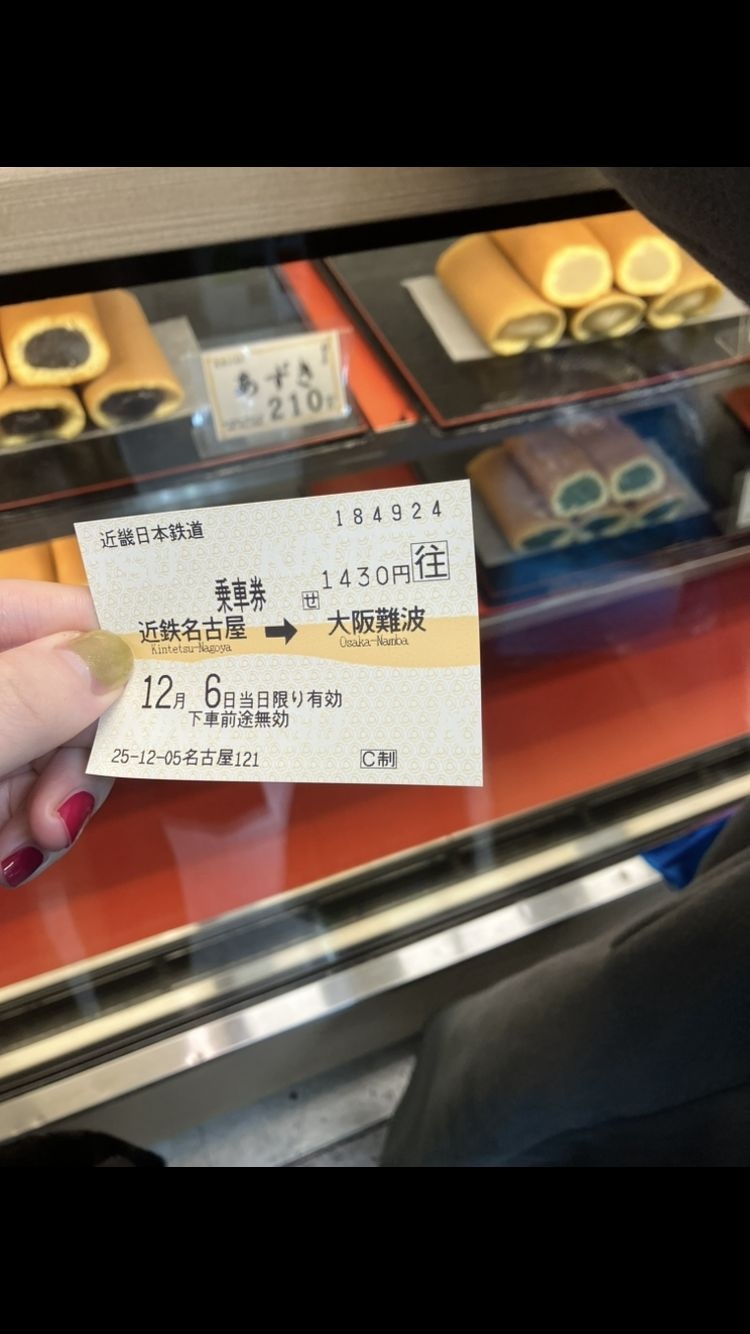 あずき
210
近畿日本鉄道
184924
乗車券 せ 1430円 往
近鉄名古屋 ➡ 大阪難波
Kintetsu-Nagoya Osaka-Namba
12月 6日当日限り有効
下車前途無効
25-12-05名古屋121 C制